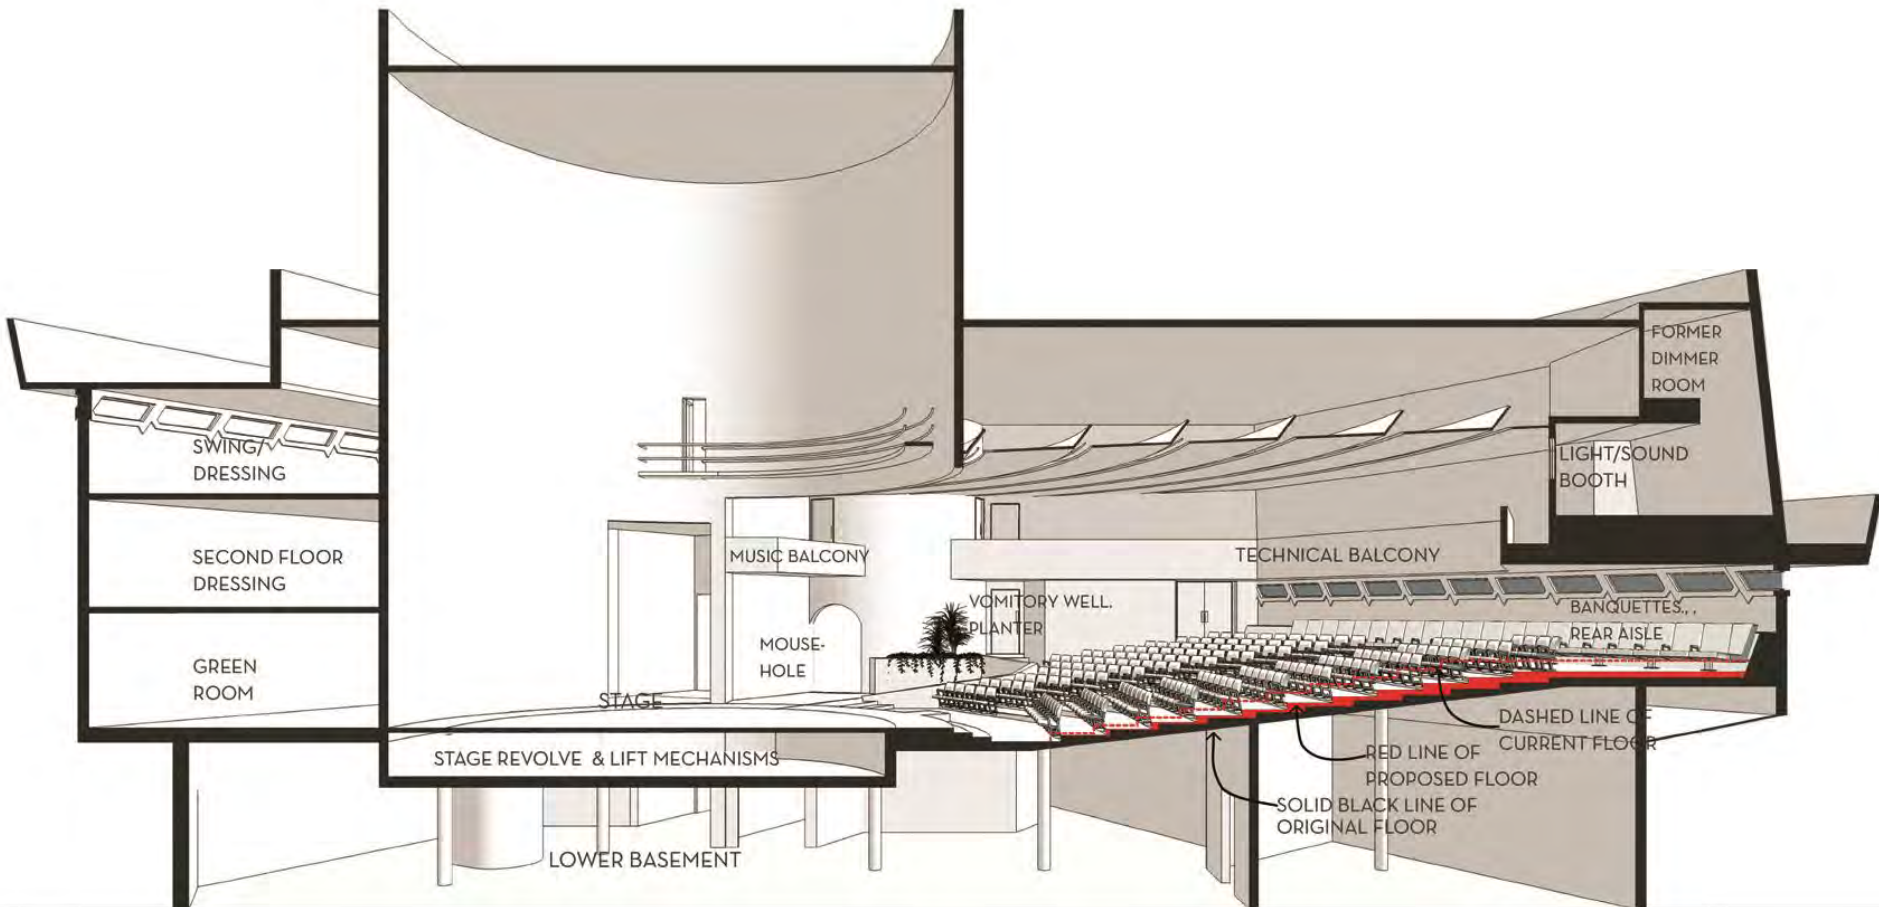 FORMER
DIMMER
ROOM
SWING/
DRESSING
LIGHT/SOUND
BOOTH
SECOND FLOOR
DRESSING
MUSIC BALCONY
TECHNICAL BALCONY
VOMITORY WELL.
PLANTER
BANQUETTES., .
REAR AISLE
MOUSE-
HOLE
GREEN
ROOM
STAGE
DASHED LINE OF
CURRENT FLOOR
STAGE REVOLVE & LIFT MECHANISMS
RED LINE OF
PROPOSED FLOOR
SOLID BLACK LINE OF
ORIGINAL FLOOR
LOWER BASEMENT